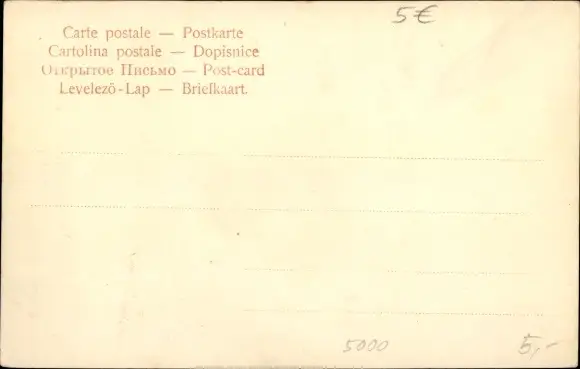 5€
Carte postale — Postkarte
Cartolina postale — Dopisnice
Открытое Письмо — Post-card
Levelező-Lap — Briefkaart.
5000
5,-